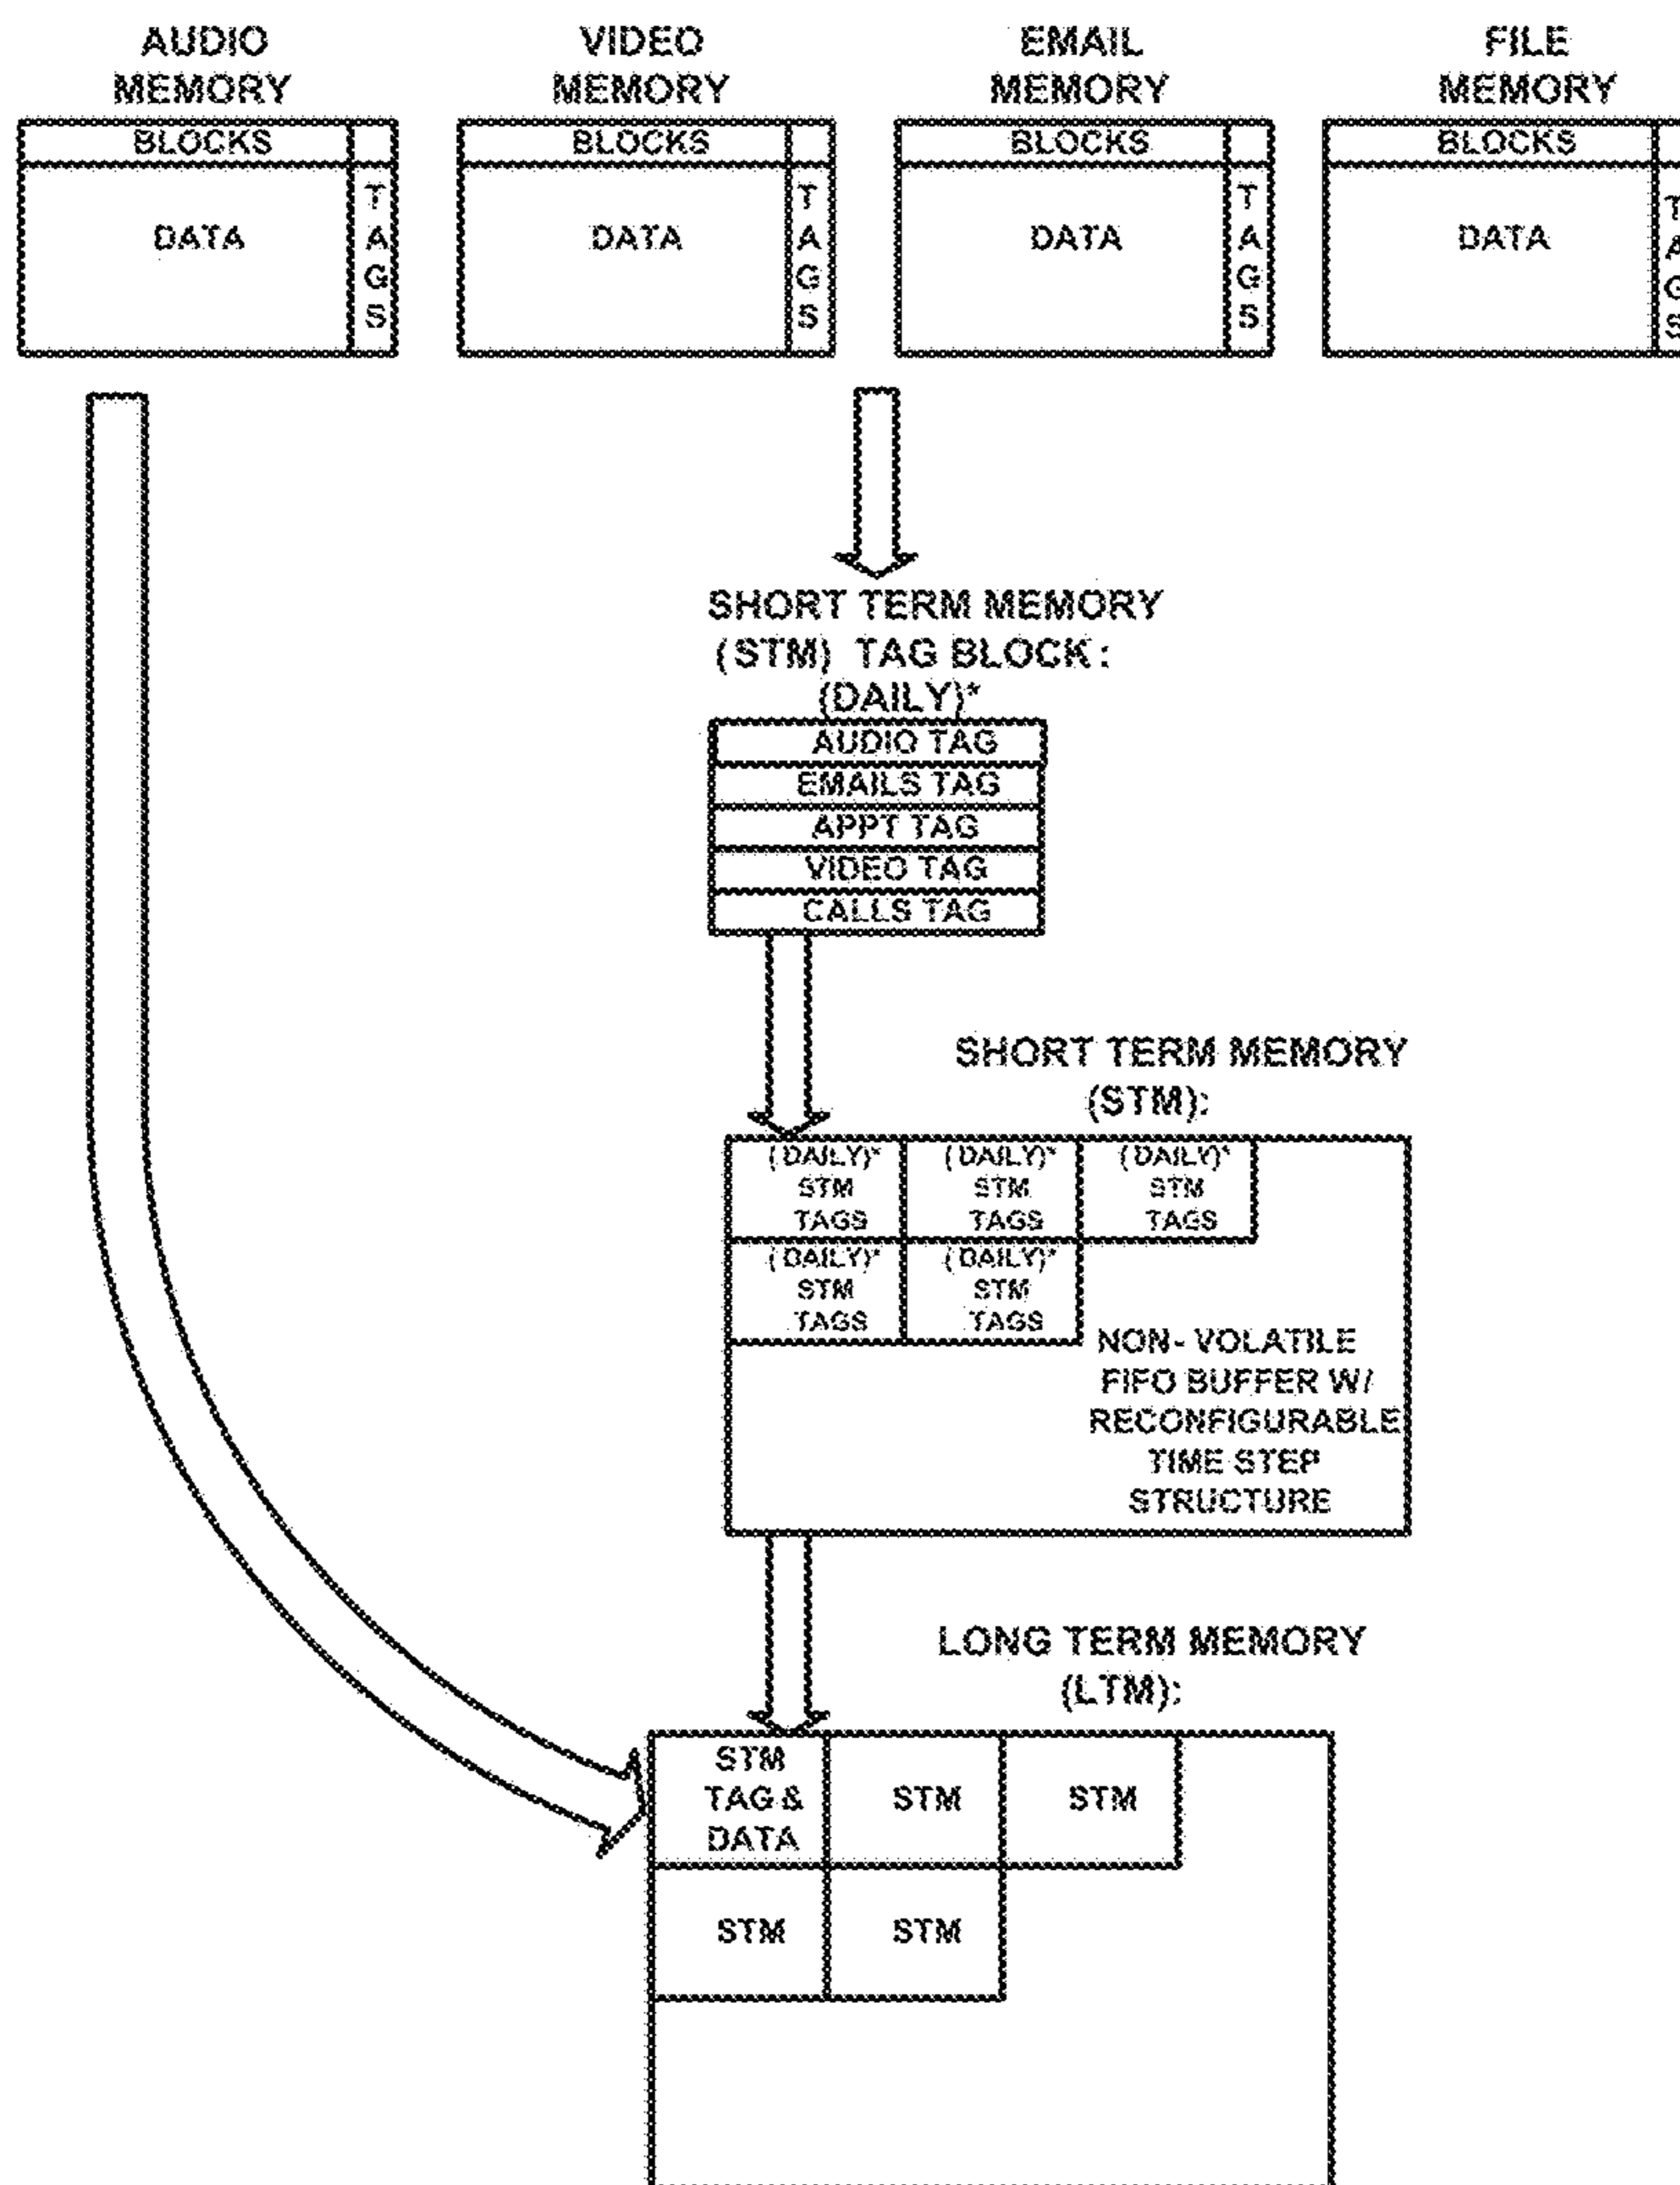 AUDIO
MEMORY
BLOCKS
DATA
TAGS
VIDEO
MEMORY
BLOCKS
DATA
TAGS
EMAIL
MEMORY
BLOCKS
DATA
TAGS
FILE
MEMORY
BLOCKS
DATA
TAGS
SHORT TERM MEMORY
(STM) TAG BLOCK:
(DAILY)*
AUDIO TAG
EMAILS TAG
APPT TAG
VIDEO TAG
CALLS TAG
SHORT TERM MEMORY
(STM):
(DAILY)*
STM
TAGS
(DAILY)*
STM
TAGS
(DAILY)*
STM
TAGS
(DAILY)*
STM
TAGS
(DAILY)*
STM
TAGS
NON-VOLATILE
FIFO BUFFER W/
RECONFIGURABLE
TIME STEP
STRUCTURE
LONG TERM MEMORY
(LTM):
STM
TAG &
DATA
STM
STM
STM
STM